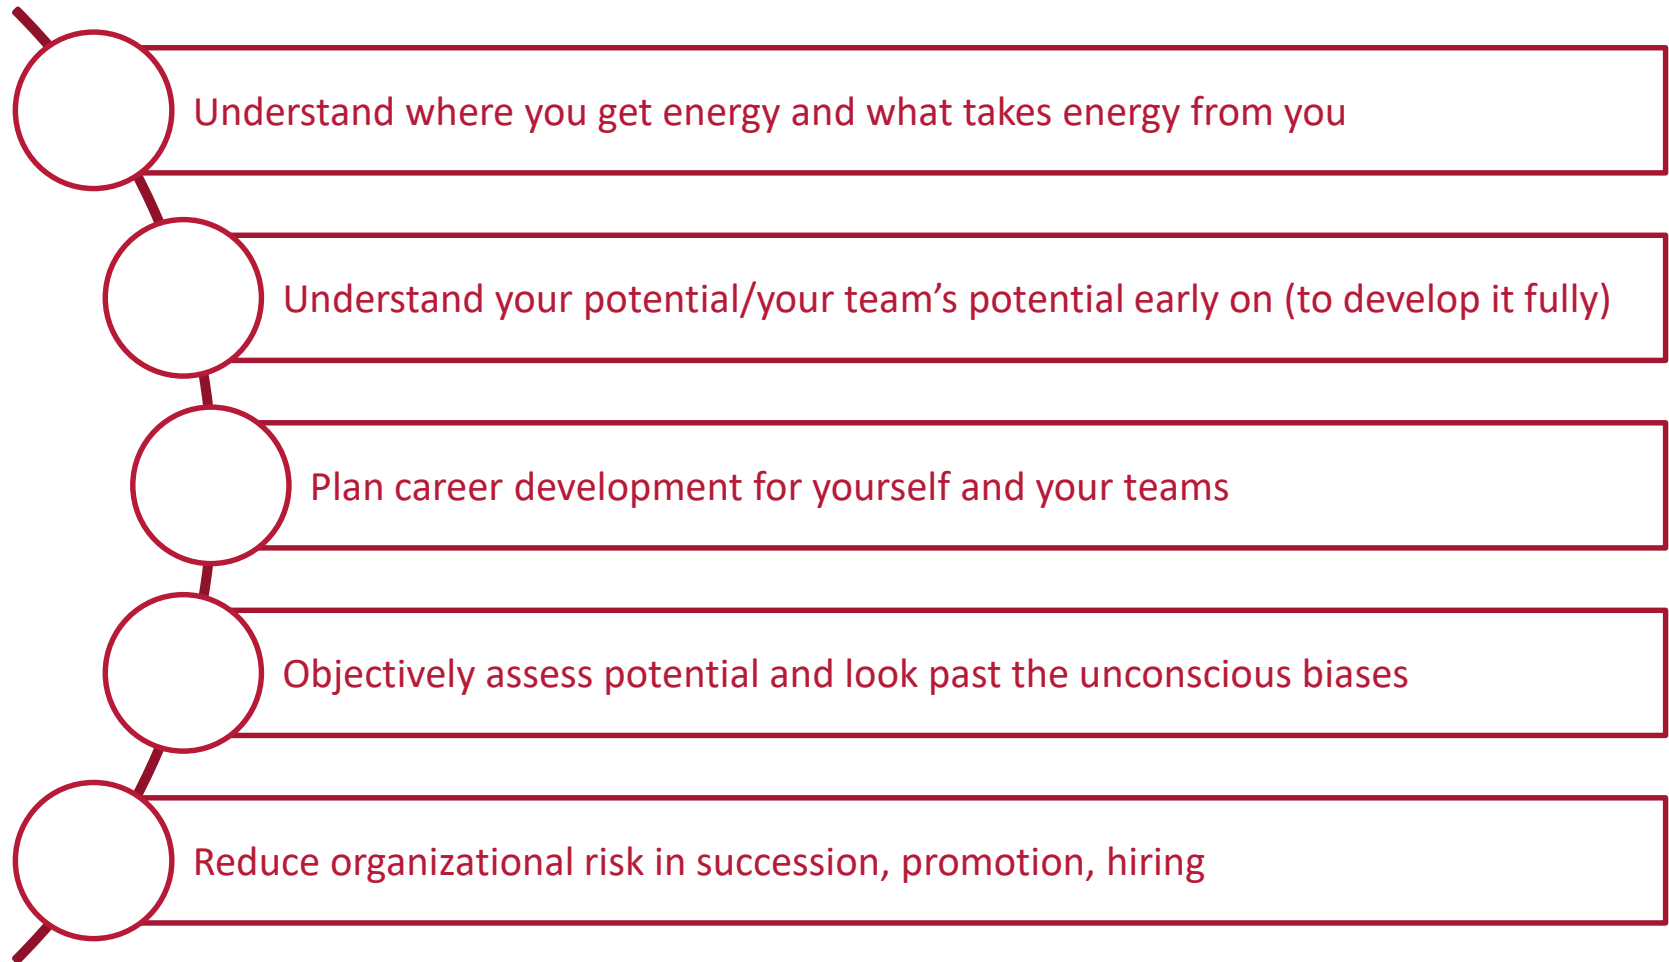 Understand where you get energy and what takes energy from you
Understand your potential/your team’s potential early on (to develop it fully)
Plan career development for yourself and your teams
Objectively assess potential and look past the unconscious biases
Reduce organizational risk in succession, promotion, hiring